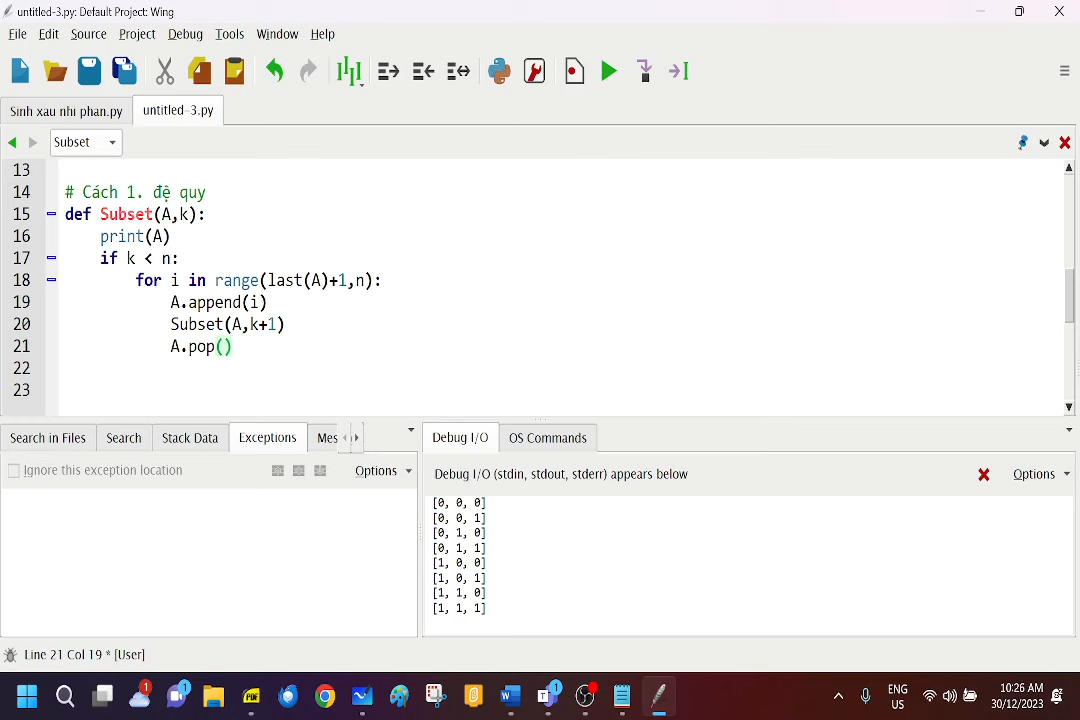 untitled-3.py: Default Project: Wing
File Edit Source Project Debug Tools Window Help
Sinh xau nhi phan.py untitled-3.py
Subset
13
14 # Cách 1. đệ quy
15 def Subset(A,k):
16 print(A)
17 if k < n:
18 for i in range(last(A)+1,n):
19 A.append(i)
20 Subset(A,k+1)
21 A.pop()
22
23
Search in Files Search Stack Data Exceptions Mes Debug I/O OS Commands
Ignore this exception location Options
Debug I/O (stdin, stdout, stderr) appears below Options
[0, 0, 0]
[0, 0, 1]
[0, 1, 0]
[0, 1, 1]
[1, 0, 0]
[1, 0, 1]
[1, 1, 0]
[1, 1, 1]
Line 21 Col 19 * [User]
1 1 PDF 1 ENG 10:26 AM
US 30/12/2023